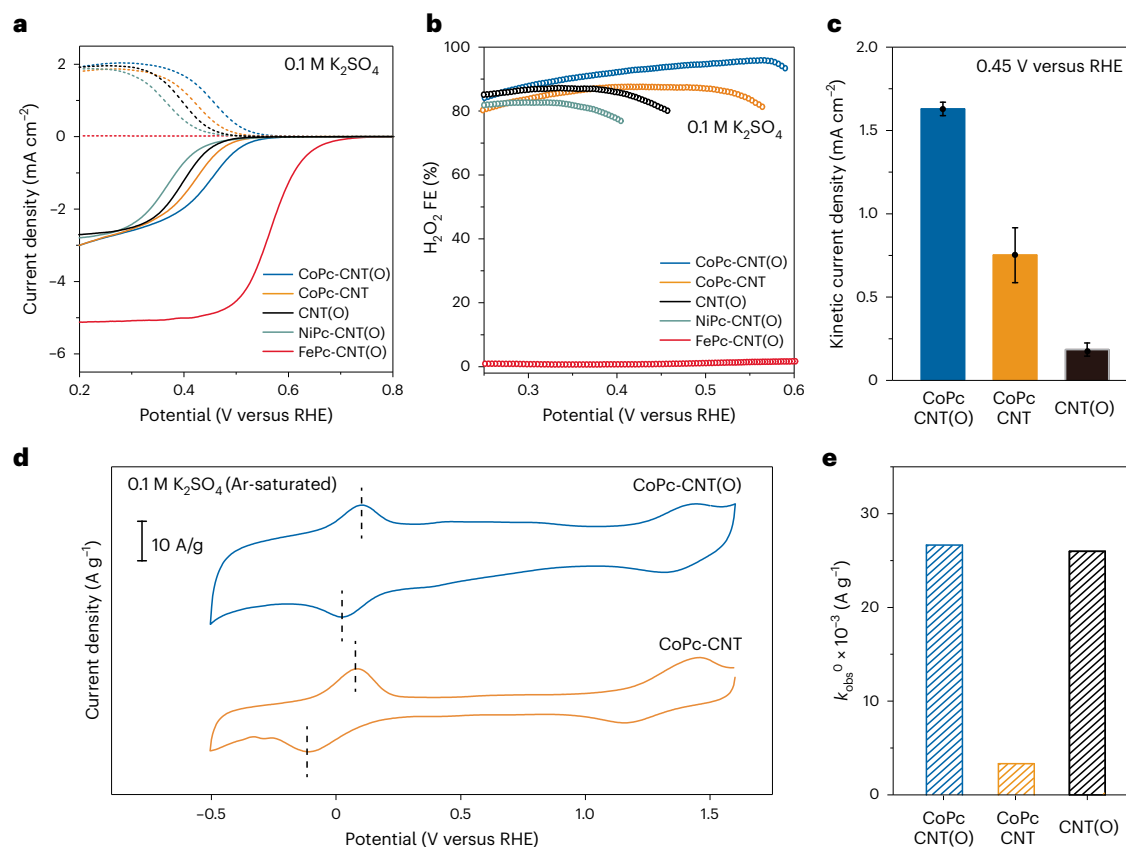 a
0.1 M K₂SO₄
Current density (mA cm⁻²)
2
0
−2
−4
−6
CoPc-CNT(O)
CoPc-CNT
CNT(O)
NiPc-CNT(O)
FePc-CNT(O)
0.2 0.4 0.6 0.8
Potential (V versus RHE)
b
H₂O₂ FE (%)
100
80
60
40
20
0
0.1 M K₂SO₄
CoPc-CNT(O)
CoPc-CNT
CNT(O)
NiPc-CNT(O)
FePc-CNT(O)
0.3 0.4 0.5 0.6
Potential (V versus RHE)
c
Kinetic current density (mA cm⁻²)
2.0
1.5
1.0
0.5
0
0.45 V versus RHE
CoPc
CNT(O)
CoPc
CNT
CNT(O)
d
0.1 M K₂SO₄ (Ar-saturated)
CoPc-CNT(O)
10 A/g
CoPc-CNT
Current density (A g⁻¹)
−0.5 0 0.5 1.0 1.5
Potential (V versus RHE)
e
k_obs⁰ × 10⁻³ (A g⁻¹)
30
20
10
0
CoPc
CNT(O)
CoPc
CNT
CNT(O)